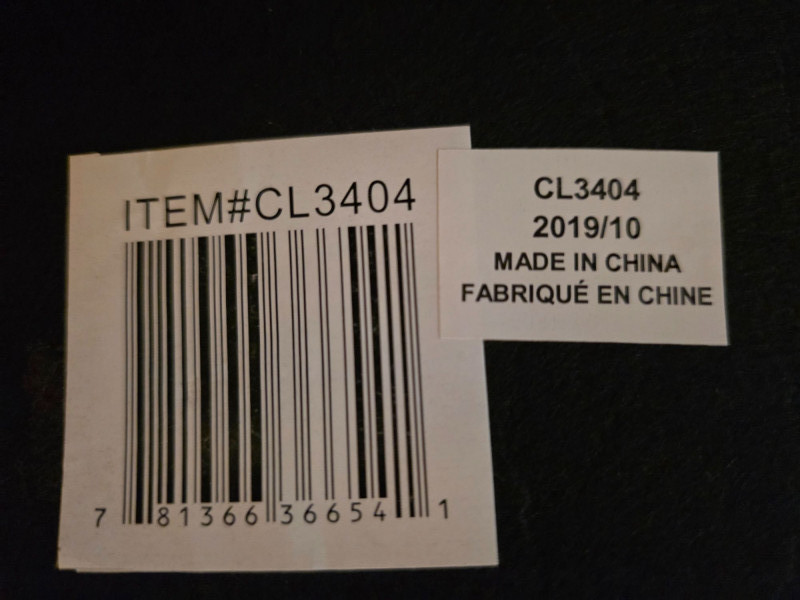 ITEM#CL3404
7 81366 36654 1
CL3404
2019/10
MADE IN CHINA
FABRIQUÉ EN CHINE